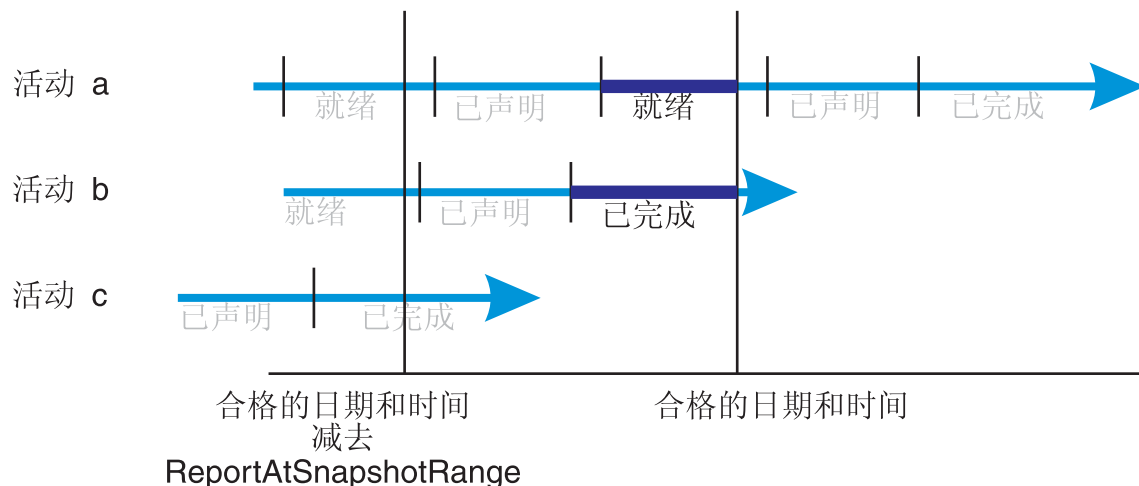 活动 a
就绪
已声明
就绪
已声明
已完成
活动 b
就绪
已声明
已完成
活动 c
已声明
已完成
合格的日期和时间
减去
ReportAtSnapshotRange
合格的日期和时间